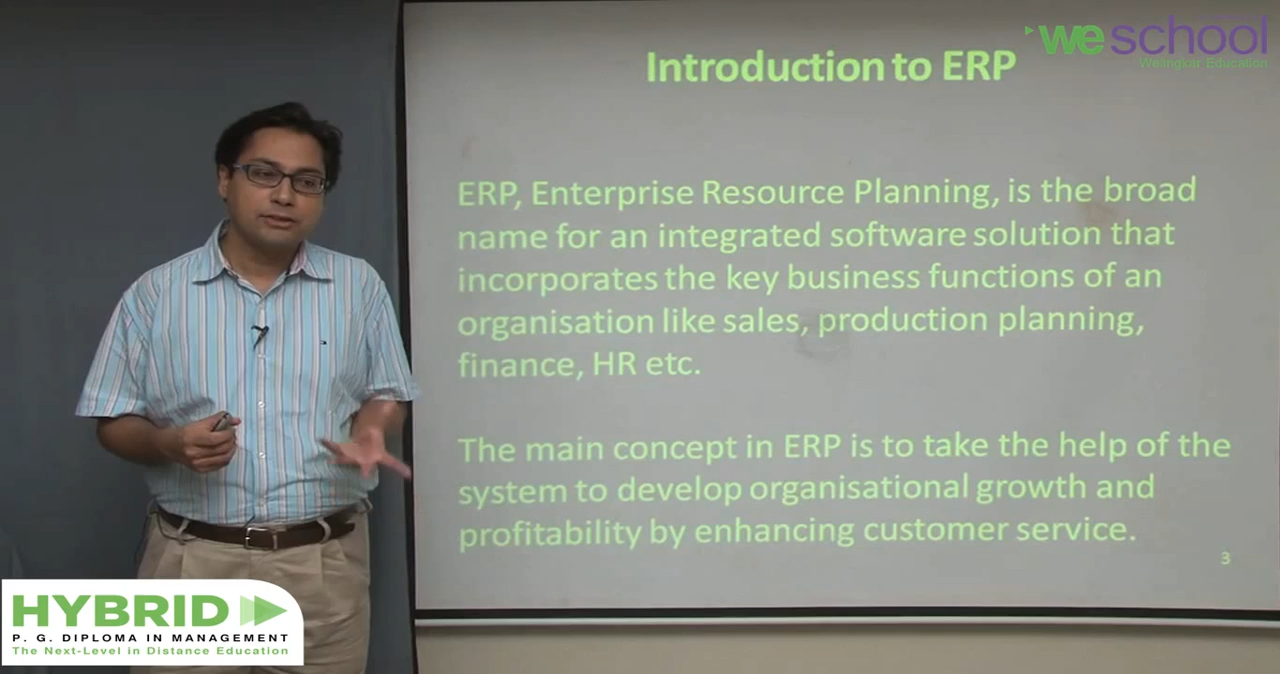 we school
Welingkar Education
Introduction to ERP
ERP, Enterprise Resource Planning, is the broad
name for an integrated software solution that
incorporates the key business functions of an
organisation like sales, production planning,
finance, HR etc.
The main concept in ERP is to take the help of the
system to develop organisational growth and
profitability by enhancing customer service.
3
HYBRID
P. G. DIPLOMA IN MANAGEMENT
The Next-Level in Distance Education